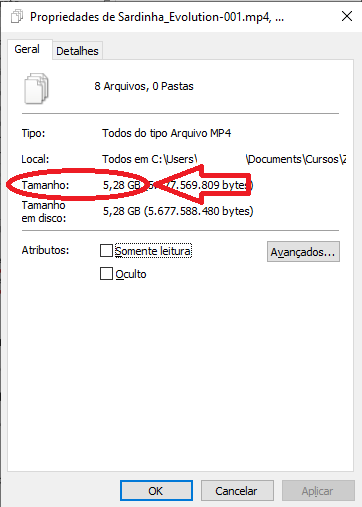 Propriedades de Sardinha_Evolution-001.mp4, ...
Geral Detalhes
8 Arquivos, 0 Pastas
Tipo: Todos do tipo Arquivo MP4
Local: Todos em C:\Users\ \Documents\Cursos\Z
Tamanho: 5,28 GB 577.569.809 bytes)
Tamanho em disco: 5,28 GB (5.677.588.480 bytes)
Atributos: Somente leitura Avançados...
Oculto
OK Cancelar Aplicar